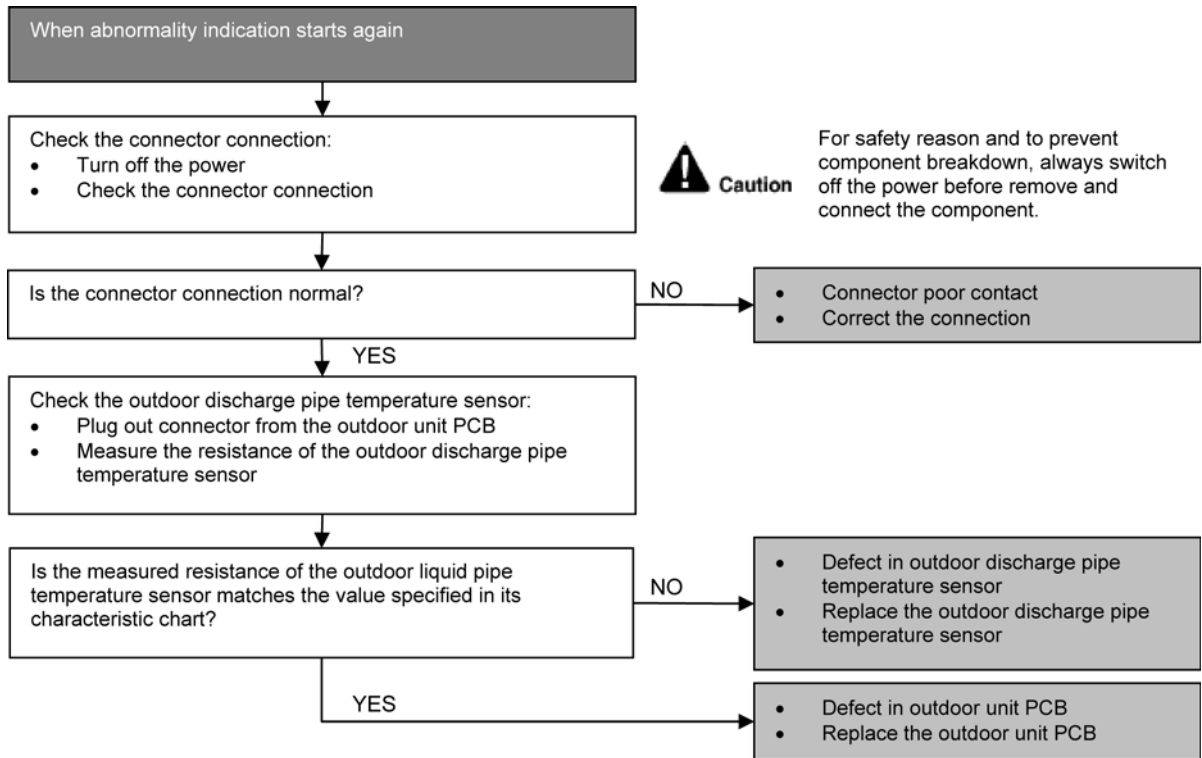 When abnormality indication starts again
Check the connector connection:
• Turn off the power
• Check the connector connection
Caution
For safety reason and to prevent
component breakdown, always switch
off the power before remove and
connect the component.
Is the connector connection normal?
NO
• Connector poor contact
• Correct the connection
YES
Check the outdoor discharge pipe temperature sensor:
• Plug out connector from the outdoor unit PCB
• Measure the resistance of the outdoor discharge pipe
temperature sensor
Is the measured resistance of the outdoor liquid pipe
temperature sensor matches the value specified in its
characteristic chart?
NO
• Defect in outdoor discharge pipe
temperature sensor
• Replace the outdoor discharge pipe
temperature sensor
YES
• Defect in outdoor unit PCB
• Replace the outdoor unit PCB